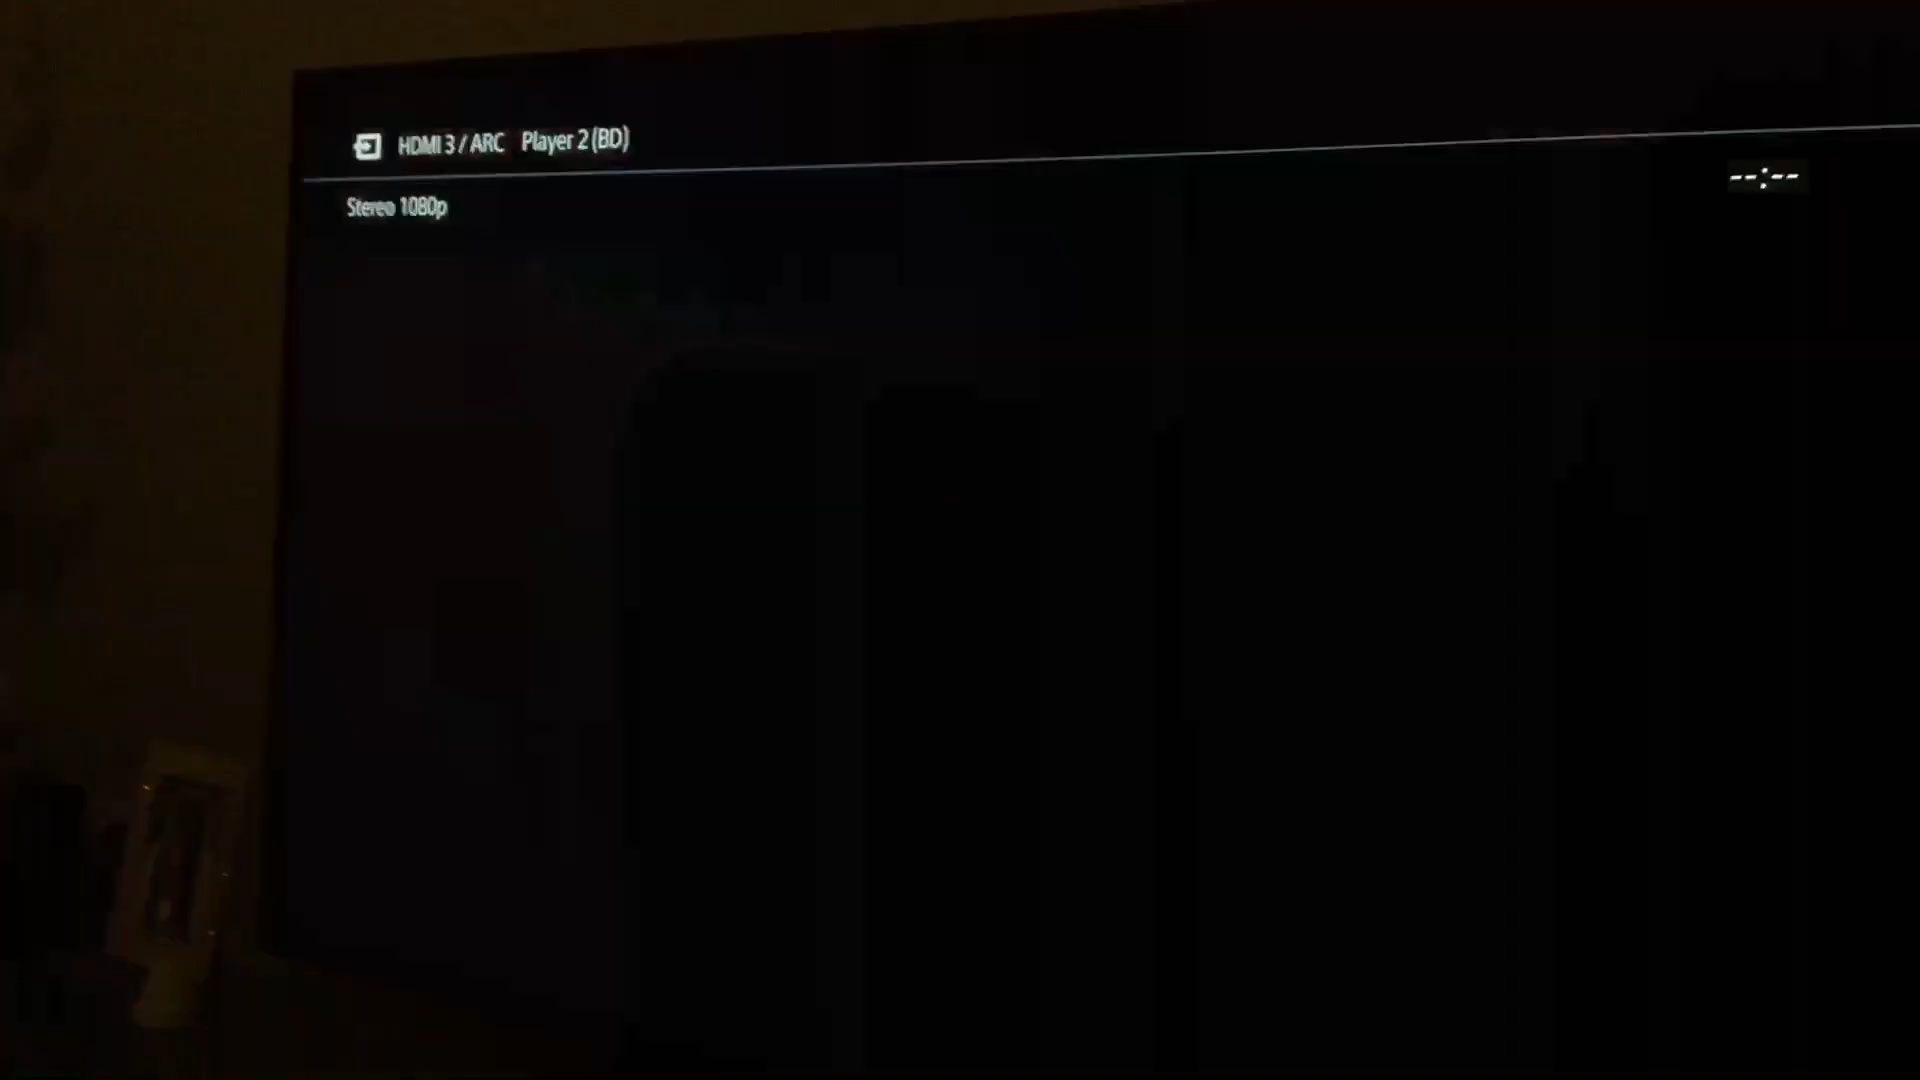 HDMI 3 / ARC Player 2 (BD)
--:--
Stereo 1080p